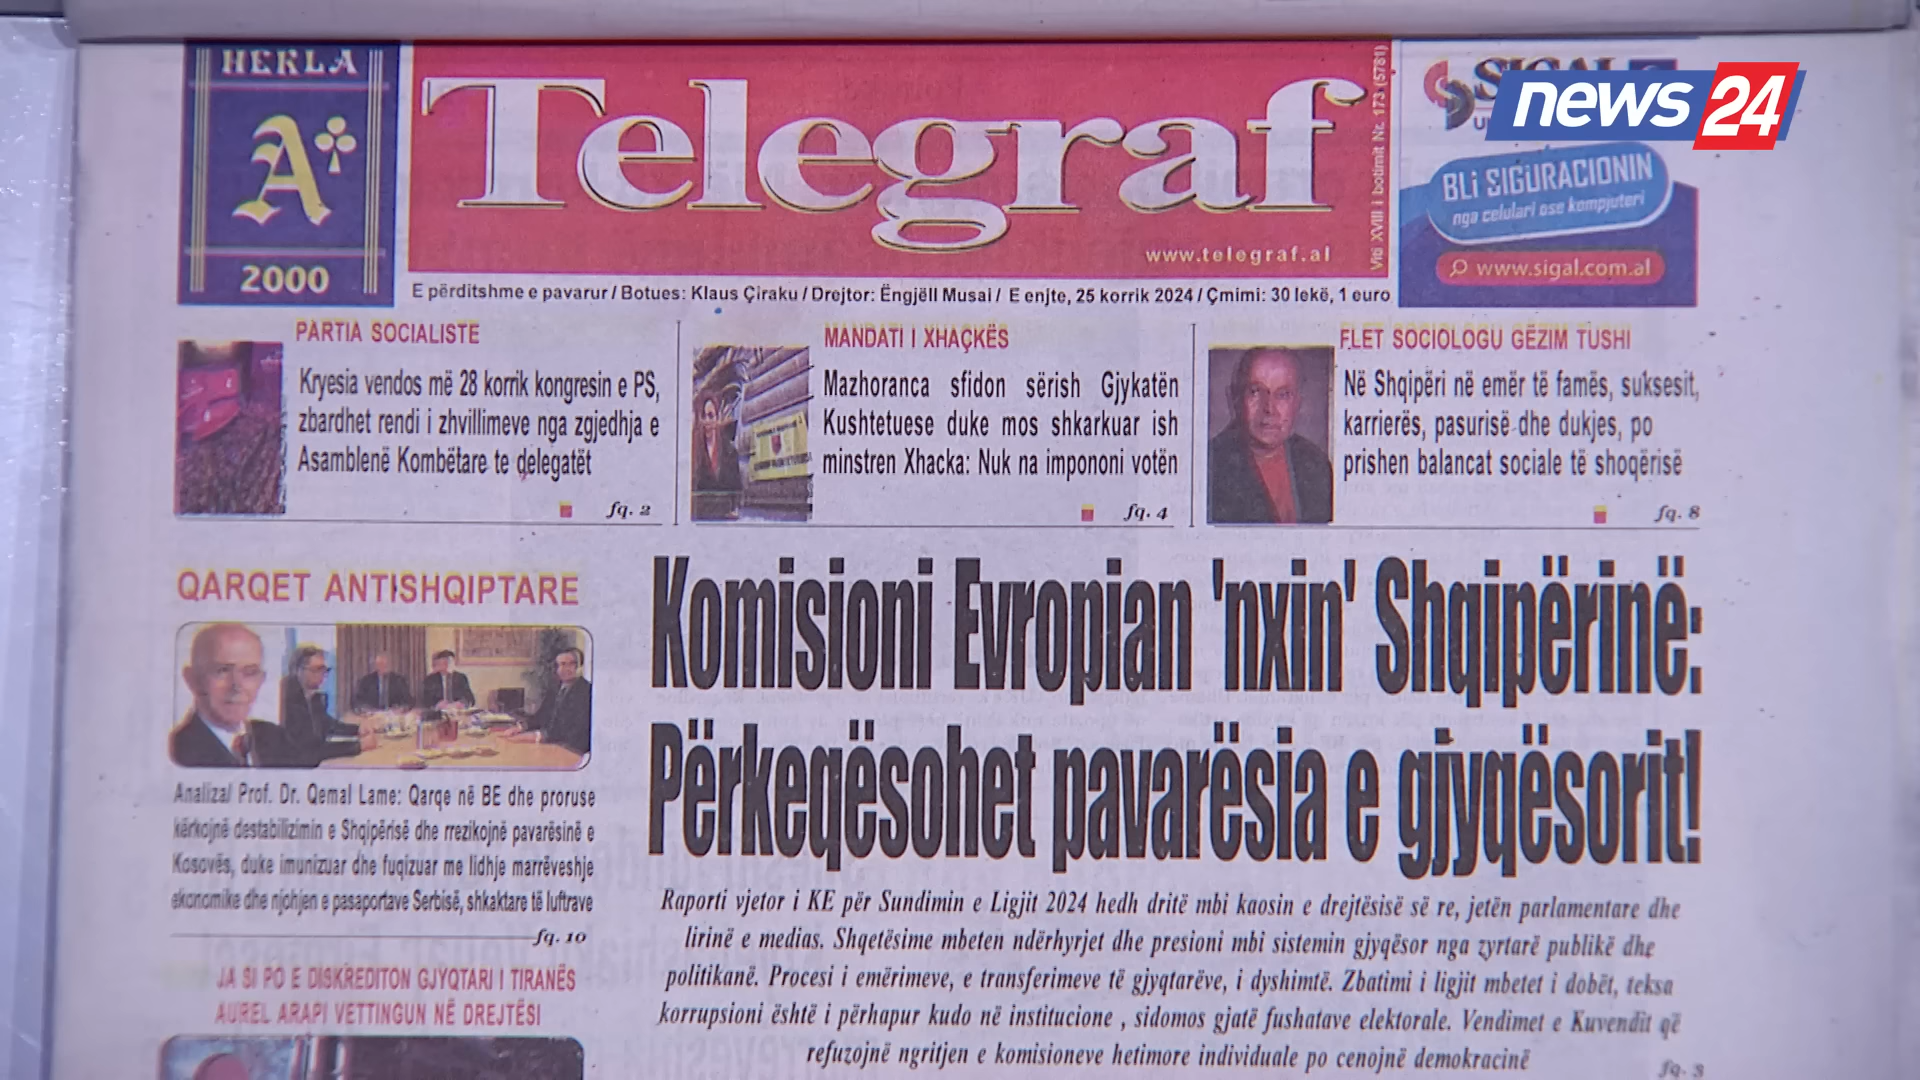 HEKLA
A
2000
Telegraf
www.telegraf.al
Viti XVIII i botimit Nr. 173 (5781)
SIGAL
news 24
BLi SIGURACIONIN
nga celulari ose kompjuteri
www.sigal.com.al
E përditshme e pavarur / Botues: Klaus Çiraku / Drejtor: Ëngjëll Musai / E enjte, 25 korrik 2024 / Çmimi: 30 lekë, 1 euro
PARTIA SOCIALISTE
Kryesia vendos më 28 korrik kongresin e PS,
zbardhet rendi i zhvillimeve nga zgjedhja e
Asamblenë Kombëtare te delegatët
fq. 2
MANDATI I XHAÇKËS
Mazhoranca sfidon sërish Gjykatën
Kushtetuese duke mos shkarkuar ish
minstren Xhacka: Nuk na impononi votën
fq. 4
FLET SOCIOLOGU GËZIM TUSHI
Në Shqipëri në emër të famës, suksesit,
karrierës, pasurisë dhe dukjes, po
prishen balancat sociale të shoqërisë
fq. 8
QARQET ANTISHQIPTARE
Analiza/ Prof. Dr. Qemal Lame: Qarqe në BE dhe proruse
kërkojnë destabilizimin e Shqipërisë dhe rrezikojnë pavarësinë e
Kosovës, duke imunizuar dhe fuqizuar me lidhje marrëveshje
ekonomike dhe njohjen e pasaportave Serbisë, shkaktare të luftrave
fq. 10
JA SI PO E DISKREDITON GJYQTARI I TIRANËS
AUREL ARAPI VETTINGUN NË DREJTËSI
Komisioni Evropian 'nxin' Shqipërinë:
Përkeqësohet pavarësia e gjyqësorit!
Raporti vjetor i KE për Sundimin e Ligjit 2024 hedh dritë mbi kaosin e drejtësisë së re, jetën parlamentare dhe
lirinë e medias. Shqetësime mbeten ndërhyrjet dhe presioni mbi sistemin gjyqësor nga zyrtarë publikë dhe
politikanë. Procesi i emërimeve, e transferimeve të gjyqtarëve, i dyshimtë. Zbatimi i ligjit mbetet i dobët, teksa
korrupsioni është i përhapur kudo në institucione , sidomos gjatë fushatave elektorale. Vendimet e Kuvendit që
refuzojnë ngritjen e komisioneve hetimore individuale po cenojnë demokracinë
fq. 3